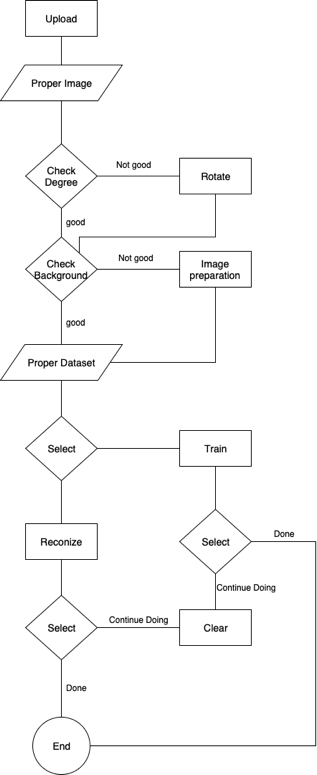 Upload
Proper Image
Check
Degree
Not good
Rotate
good
Check
Background
Not good
Image
preparation
good
Proper Dataset
Select
Train
Reconize
Select
Done
Continue Doing
Select
Continue Doing
Clear
Done
End